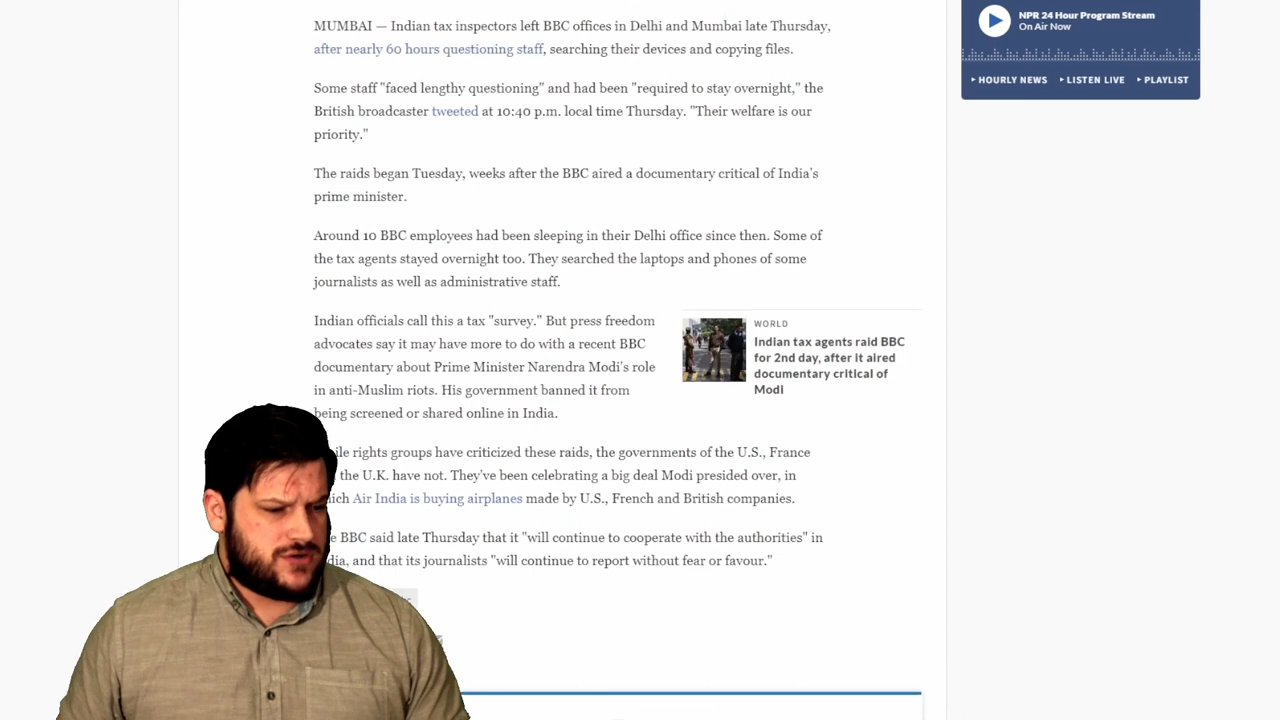 NPR 24 Hour Program Stream
On Air Now
HOURLY NEWS LISTEN LIVE PLAYLIST
MUMBAI — Indian tax inspectors left BBC offices in Delhi and Mumbai late Thursday,
after nearly 60 hours questioning staff, searching their devices and copying files.
Some staff "faced lengthy questioning" and had been "required to stay overnight," the
British broadcaster tweeted at 10:40 p.m. local time Thursday. "Their welfare is our
priority."
The raids began Tuesday, weeks after the BBC aired a documentary critical of India's
prime minister.
Around 10 BBC employees had been sleeping in their Delhi office since then. Some of
the tax agents stayed overnight too. They searched the laptops and phones of some
journalists as well as administrative staff.
Indian officials call this a tax "survey." But press freedom
advocates say it may have more to do with a recent BBC
documentary about Prime Minister Narendra Modi's role
in anti-Muslim riots. His government banned it from
being screened or shared online in India.
WORLD
Indian tax agents raid BBC
for 2nd day, after it aired
documentary critical of
Modi
rights groups have criticized these raids, the governments of the U.S., France
the U.K. have not. They've been celebrating a big deal Modi presided over, in
Air India is buying airplanes made by U.S., French and British companies.
BBC said late Thursday that it "will continue to cooperate with the authorities" in
and that its journalists "will continue to report without fear or favour."